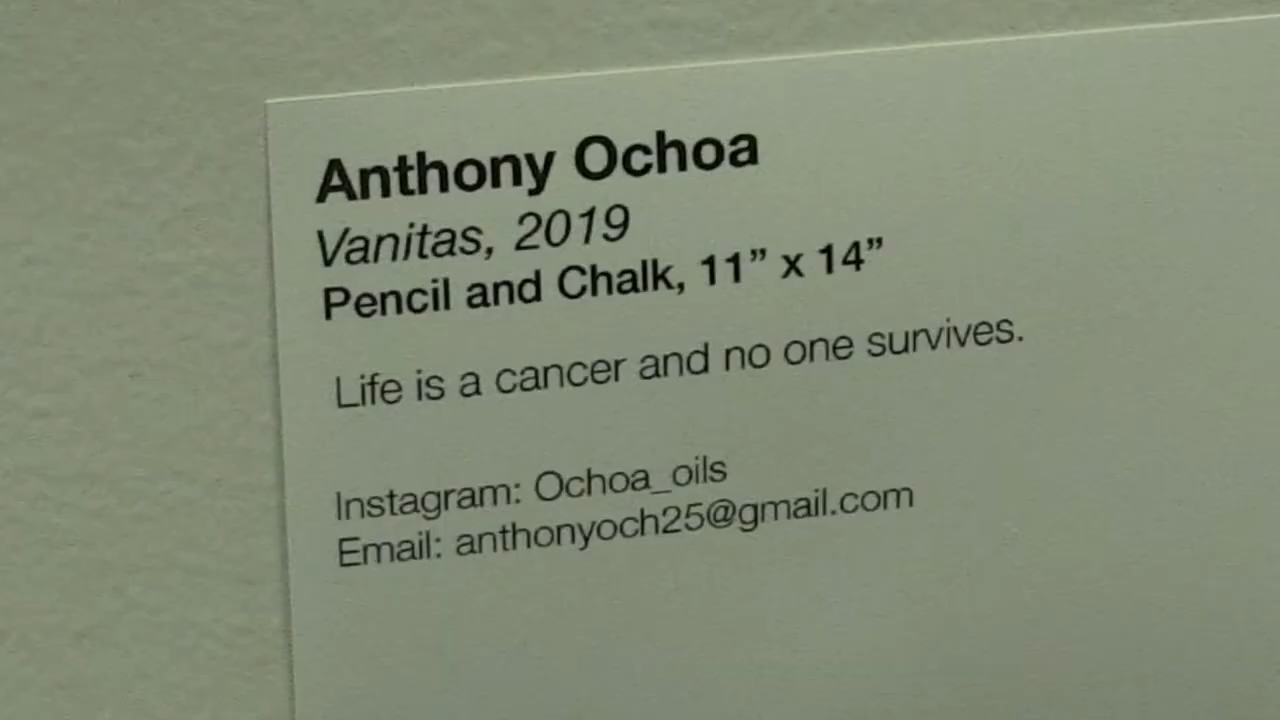 Anthony Ochoa
Vanitas, 2019
Pencil and Chalk, 11” x 14”
Life is a cancer and no one survives.
Instagram: Ochoa_oils
Email: anthonyoch25@gmail.com